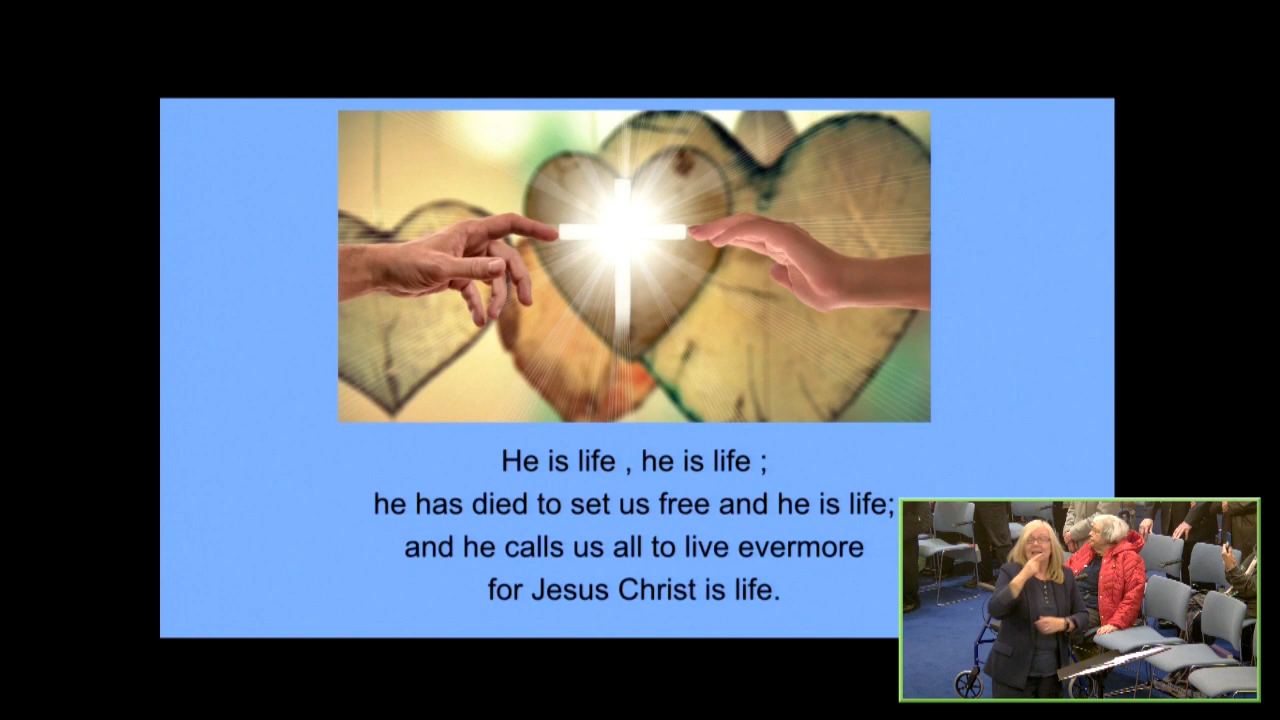 He is life , he is life ;
he has died to set us free and he is life;
and he calls us all to live evermore
for Jesus Christ is life.